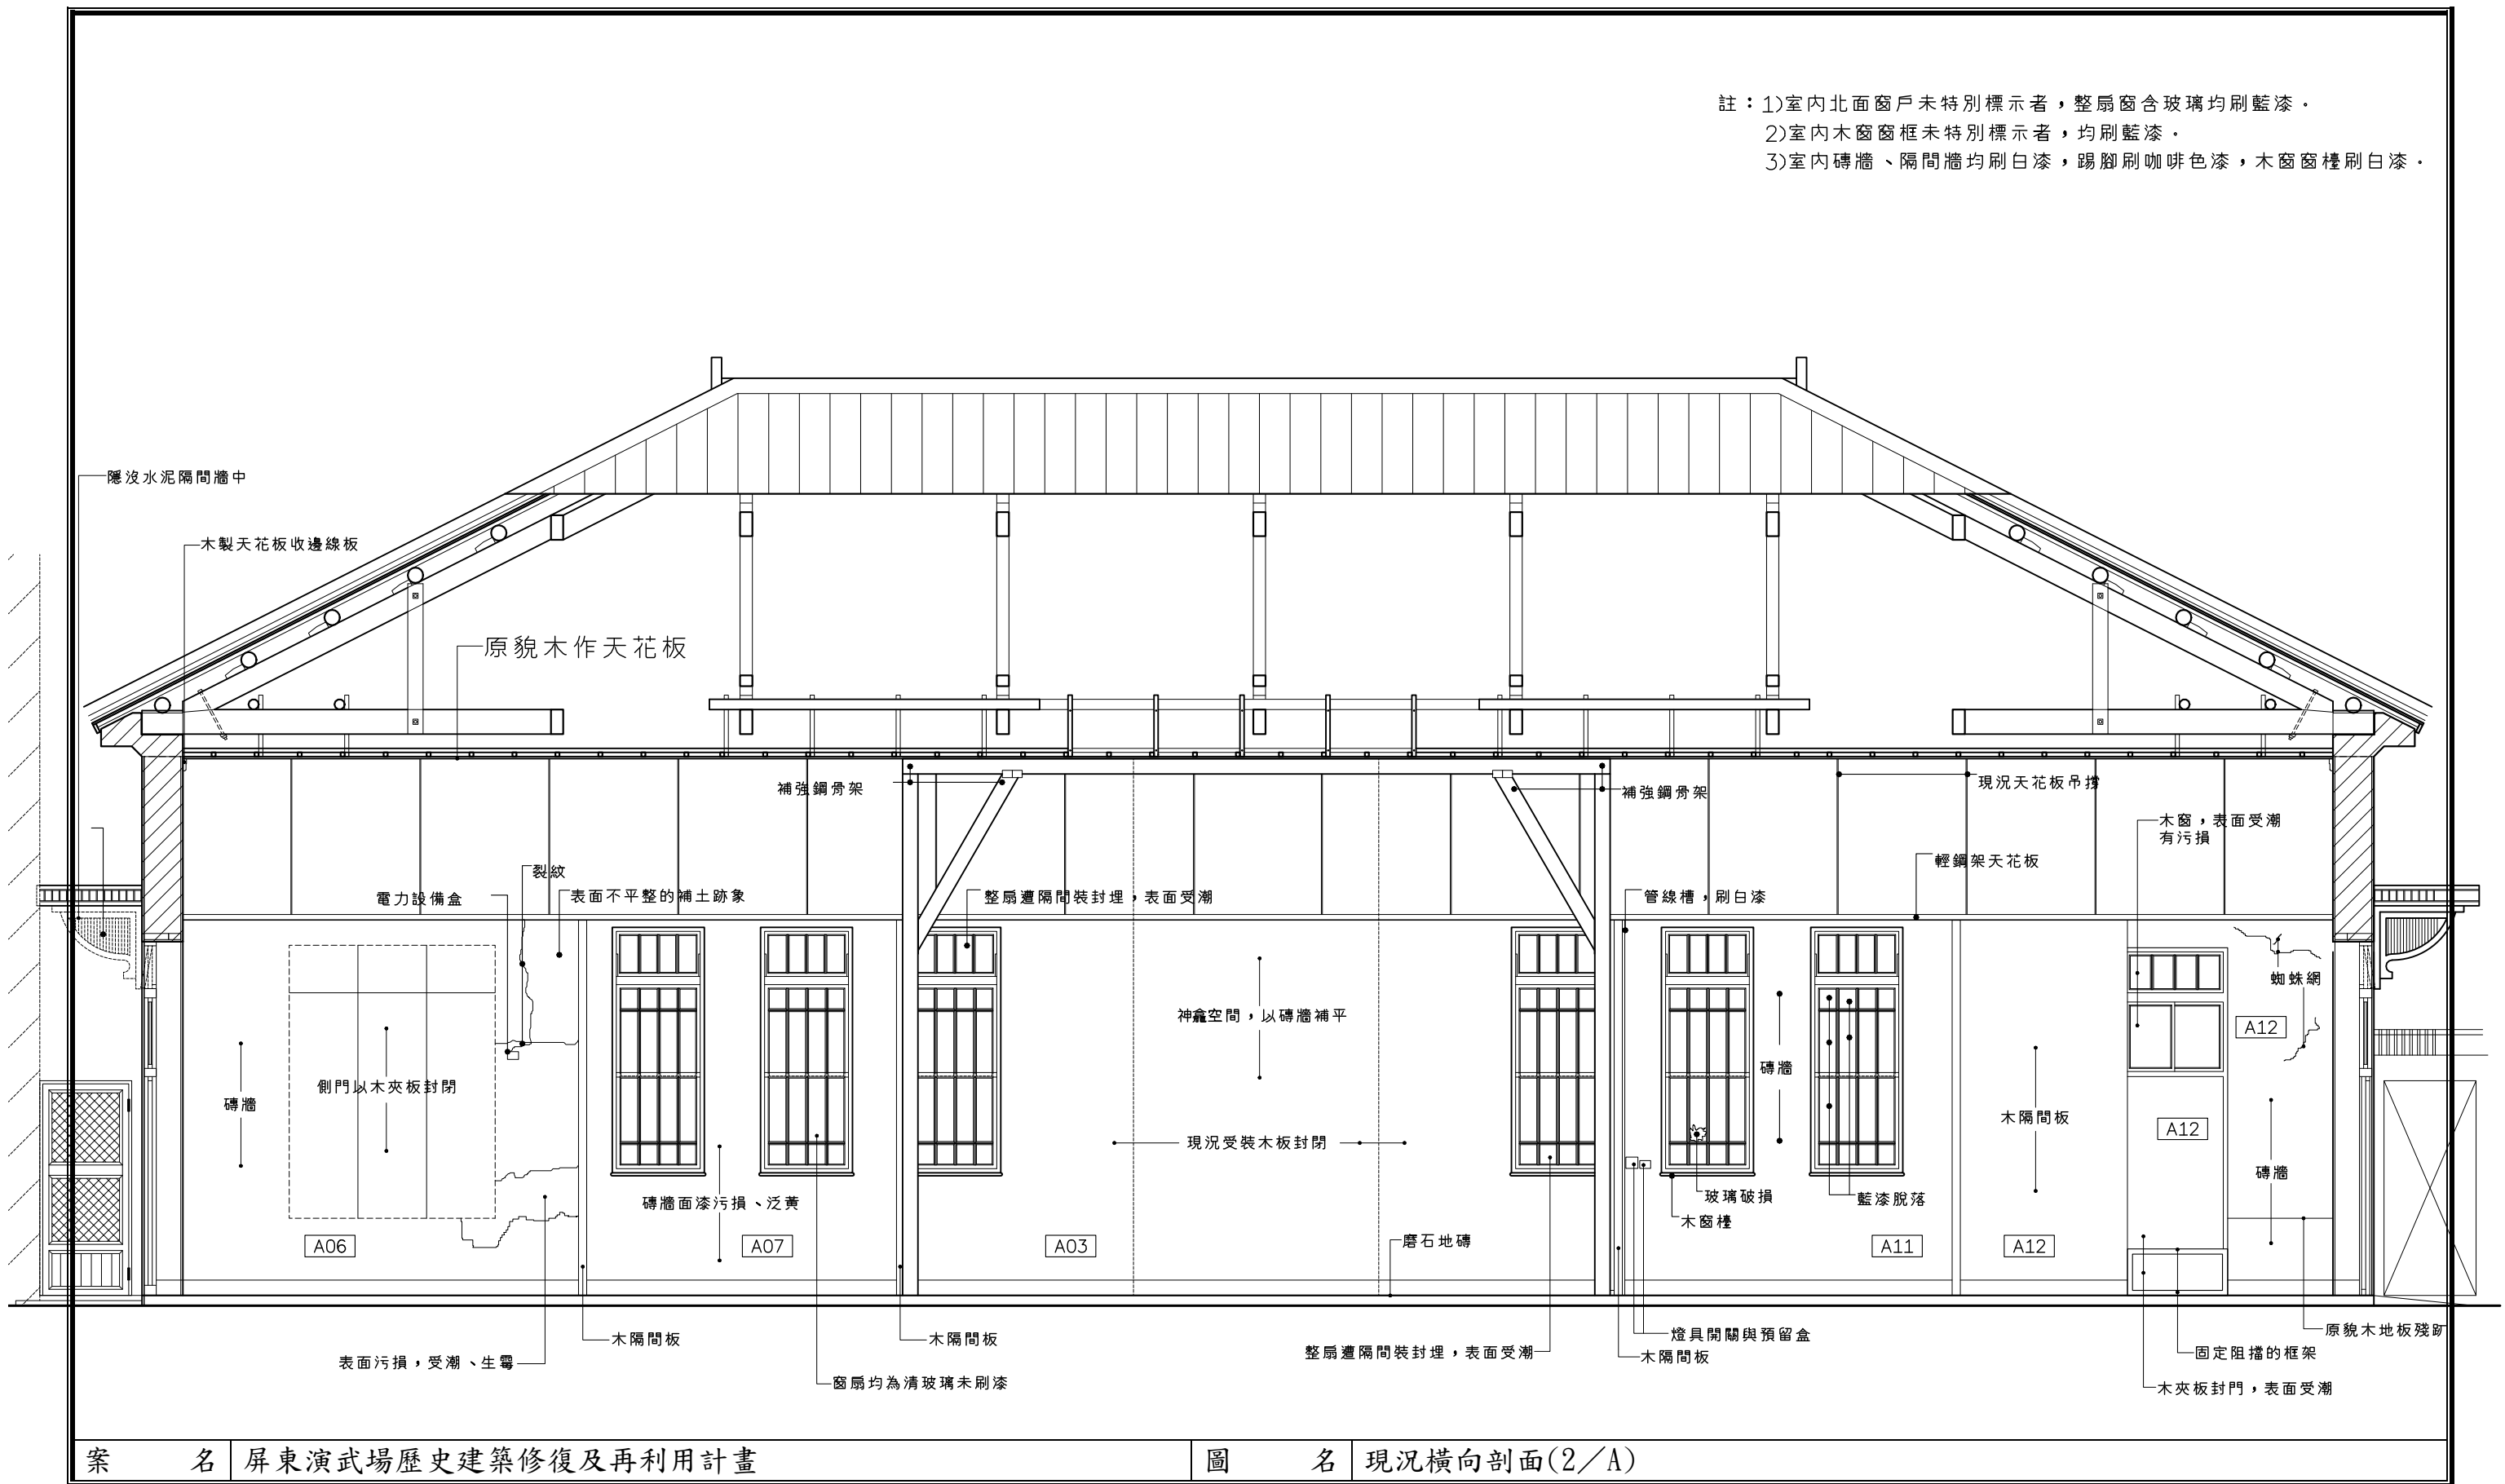 註：1)室內北面窗戶未特別標示者，整扇窗含玻璃均刷藍漆。
2)室內木窗窗框未特別標示者，均刷藍漆。
3)室內磚牆、隔間牆均刷白漆，踢腳刷咖啡色漆，木窗窗檯刷白漆。
隱沒水泥隔間牆中
木製天花板收邊線板
原貌木作天花板
補強鋼骨架
補強鋼骨架
現況天花板吊撐
木窗，表面受潮
有污損
輕鋼架天花板
裂紋
電力設備盒
表面不平整的補土跡象
整扇遭隔間裝封埋，表面受潮
管線槽，刷白漆
蜘蛛網
神龕空間，以磚牆補平
A12
磚牆
側門以木夾板封閉
磚牆
木隔間板
A12
現況受裝木板封閉
磚牆
磚牆面漆污損、泛黃
玻璃破損
藍漆脫落
木窗檯
磨石地磚
A06
A07
A03
A11
A12
木隔間板
木隔間板
燈具開關與預留盒
原貌木地板殘跡
表面污損，受潮、生霉
整扇遭隔間裝封埋，表面受潮
木隔間板
固定阻擋的框架
窗扇均為清玻璃未刷漆
木夾板封門，表面受潮
案 名 屏東演武場歷史建築修復及再利用計畫
圖 名 現況橫向剖面(2／A)